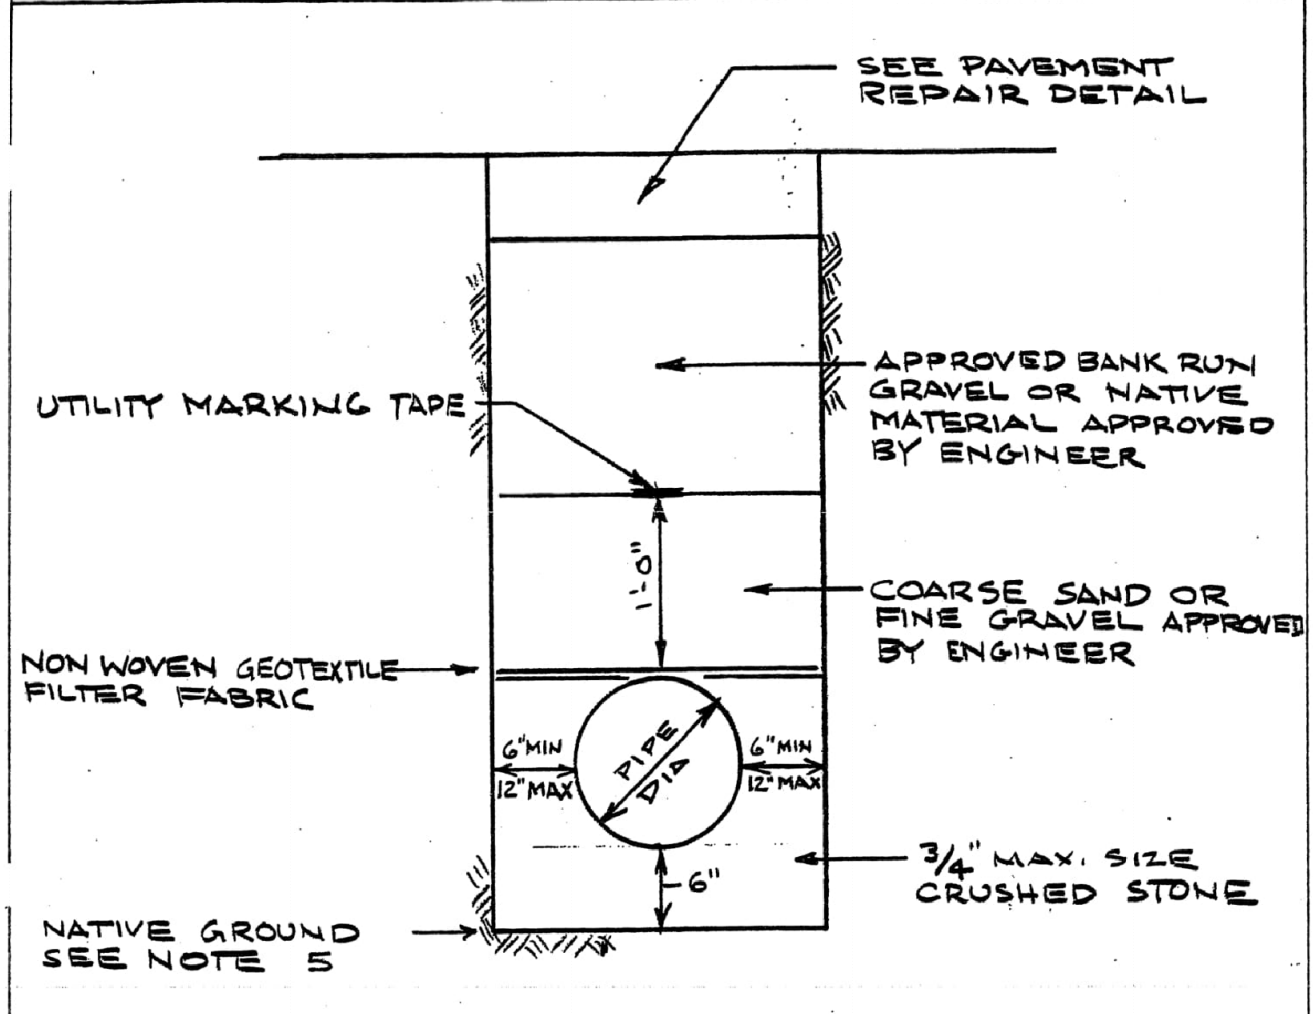 SEE PAVEMENT
REPAIR DETAIL
APPROVED BANK RUN
GRAVEL OR NATIVE
MATERIAL APPROVED
BY ENGINEER
UTILITY MARKING TAPE
1'-0"
COARSE SAND OR
FINE GRAVEL APPROVED
BY ENGINEER
NON WOVEN GEOTEXTILE
FILTER FABRIC
6" MIN
12" MAX
PIPE
DIA
6" MIN
12" MAX
3/4" MAX. SIZE
CRUSHED STONE
6"
NATIVE GROUND
SEE NOTE 5